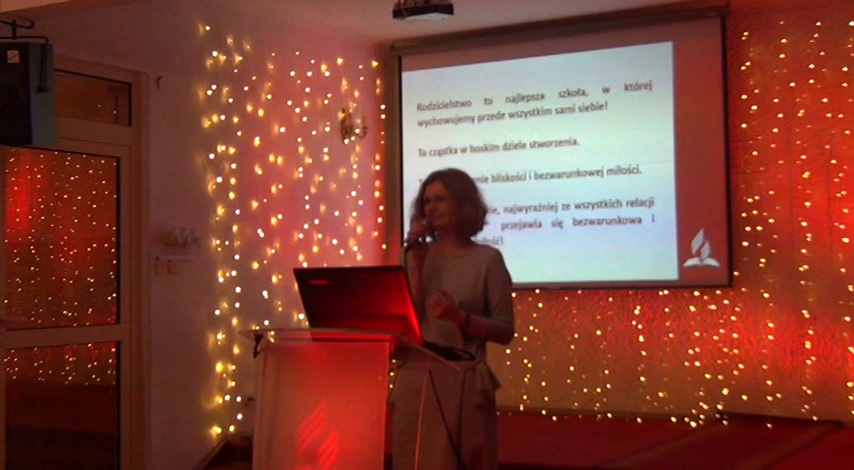 Rodzicielstwo to najlepsza szkoła, w której
wychowujemy przede wszystkim sami siebie!
To cząstka w boskim dziele stworzenia.
bliskości i bezwarunkowej miłości.
najwyraźniej ze wszystkich relacji
przejawia się bezwarunkowa i